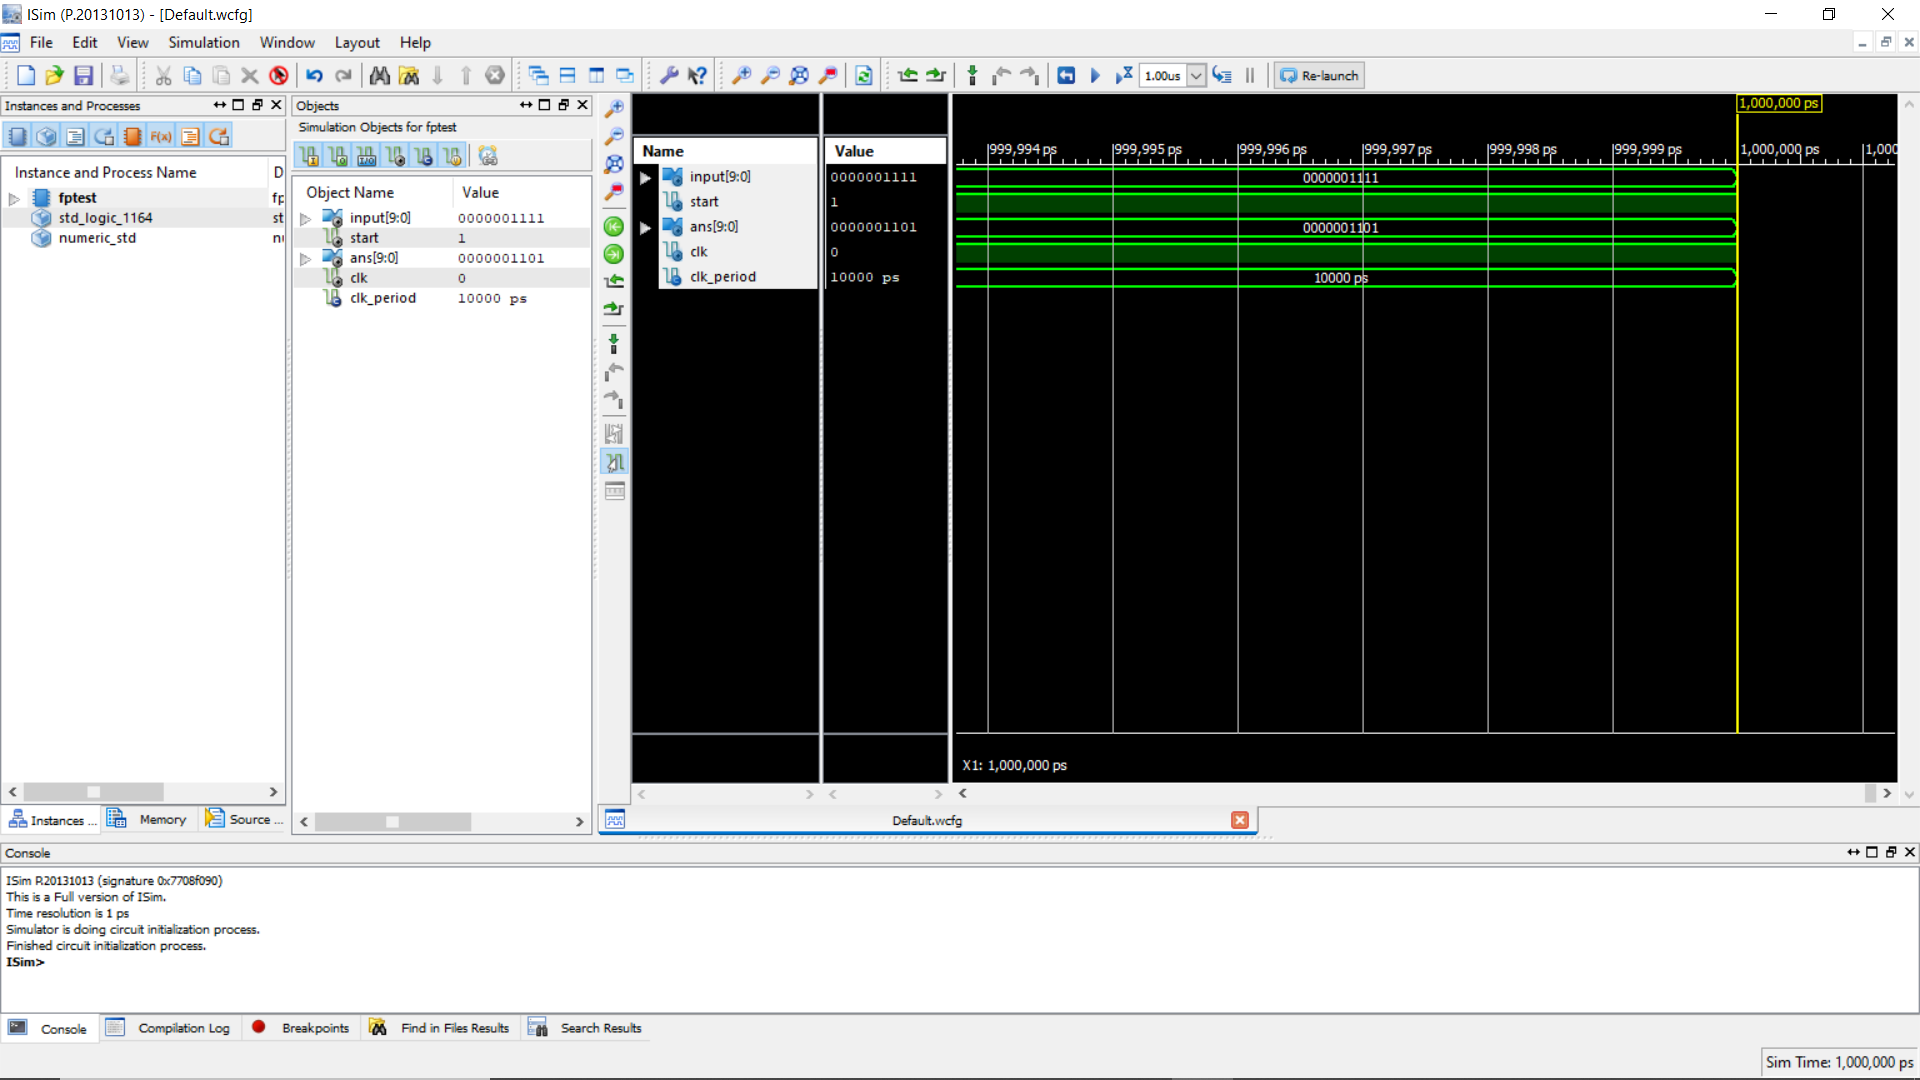 ISim (P.20131013) - [Default.wcfg]
File Edit View Simulation Window Layout Help
1.00us Re-launch
Instances and Processes
Instance and Process Name D
fptest fp
std_logic_1164 st
numeric_std nu
Instances ... Memory Source ...
Objects
Simulation Objects for fptest
Object Name Value
input[9:0] 0000001111
start 1
ans[9:0] 0000001101
clk 0
clk_period 10000 ps
Name Value
input[9:0] 0000001111
start 1
ans[9:0] 0000001101
clk 0
clk_period 10000 ps
1,000,000 ps
999,994 ps 999,995 ps 999,996 ps 999,997 ps 999,998 ps 999,999 ps 1,000,000 ps 1,000
0000001111
0000001101
10000 ps
X1: 1,000,000 ps
Default.wcfg
Console
ISim P.20131013 (signature 0x7708f090)
This is a Full version of ISim.
Time resolution is 1 ps
Simulator is doing circuit initialization process.
Finished circuit initialization process.
ISim>
Console Compilation Log Breakpoints Find in Files Results Search Results
Sim Time: 1,000,000 ps